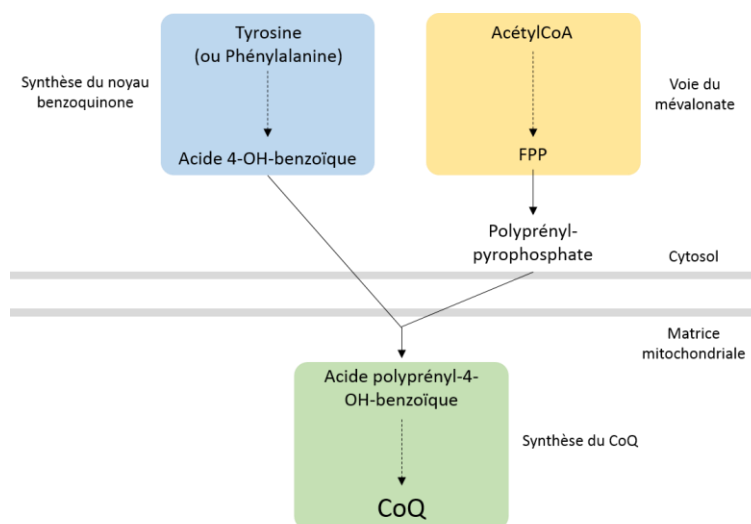 Tyrosine
(ou Phénylalanine)
AcétylCoA
Synthèse du noyau
benzoquinone
Voie du
mévalonate
Acide 4-OH-benzoïque
FPP
Polyprényl-
pyrophosphate
Cytosol
Matrice
mitochondriale
Acide polyprényl-4-
OH-benzoïque
Synthèse du CoQ
CoQ